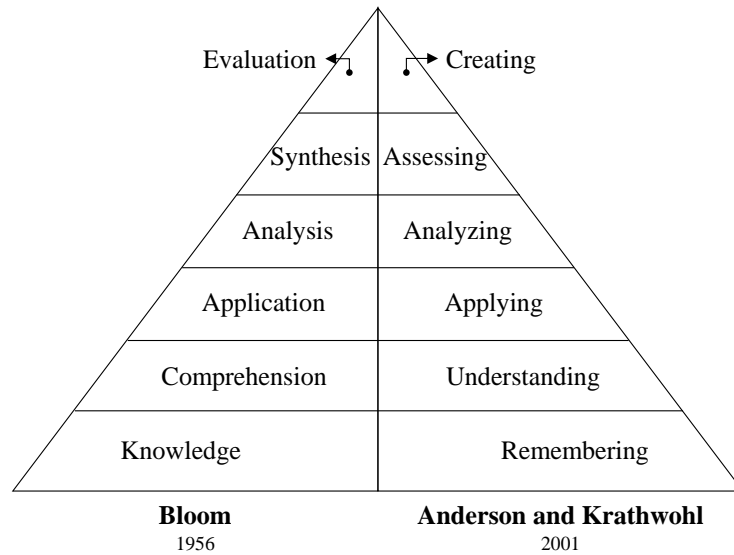 Evaluation Creating
Synthesis Assessing
Analysis Analyzing
Application Applying
Comprehension Understanding
Knowledge Remembering
Bloom Anderson and Krathwohl
1956 2001